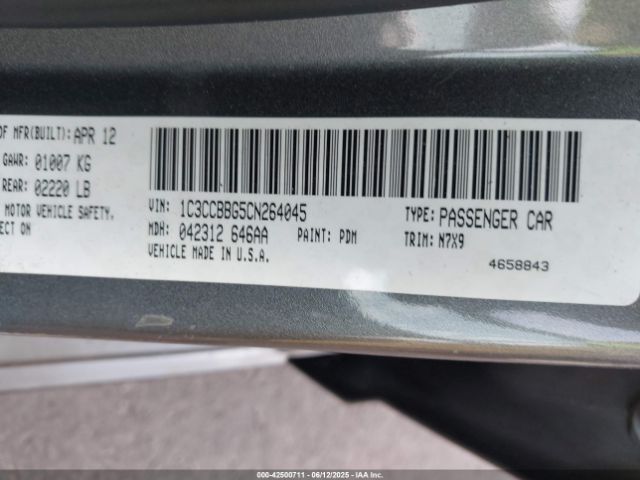 OF MFR(BUILT): APR 12
GAWR: 01007 KG
REAR: 02220 LB
MOTOR VEHICLE SAFETY.
ECT ON
VIN: 1C3CCBBG5CN264045
TYPE: PASSENGER CAR
MDH: 042312 646AA PAINT: PDM
TRIM: N7X9
VEHICLE MADE IN U.S.A.
4658843
000-42500711 - 06/12/2025 - IAAI, Inc.